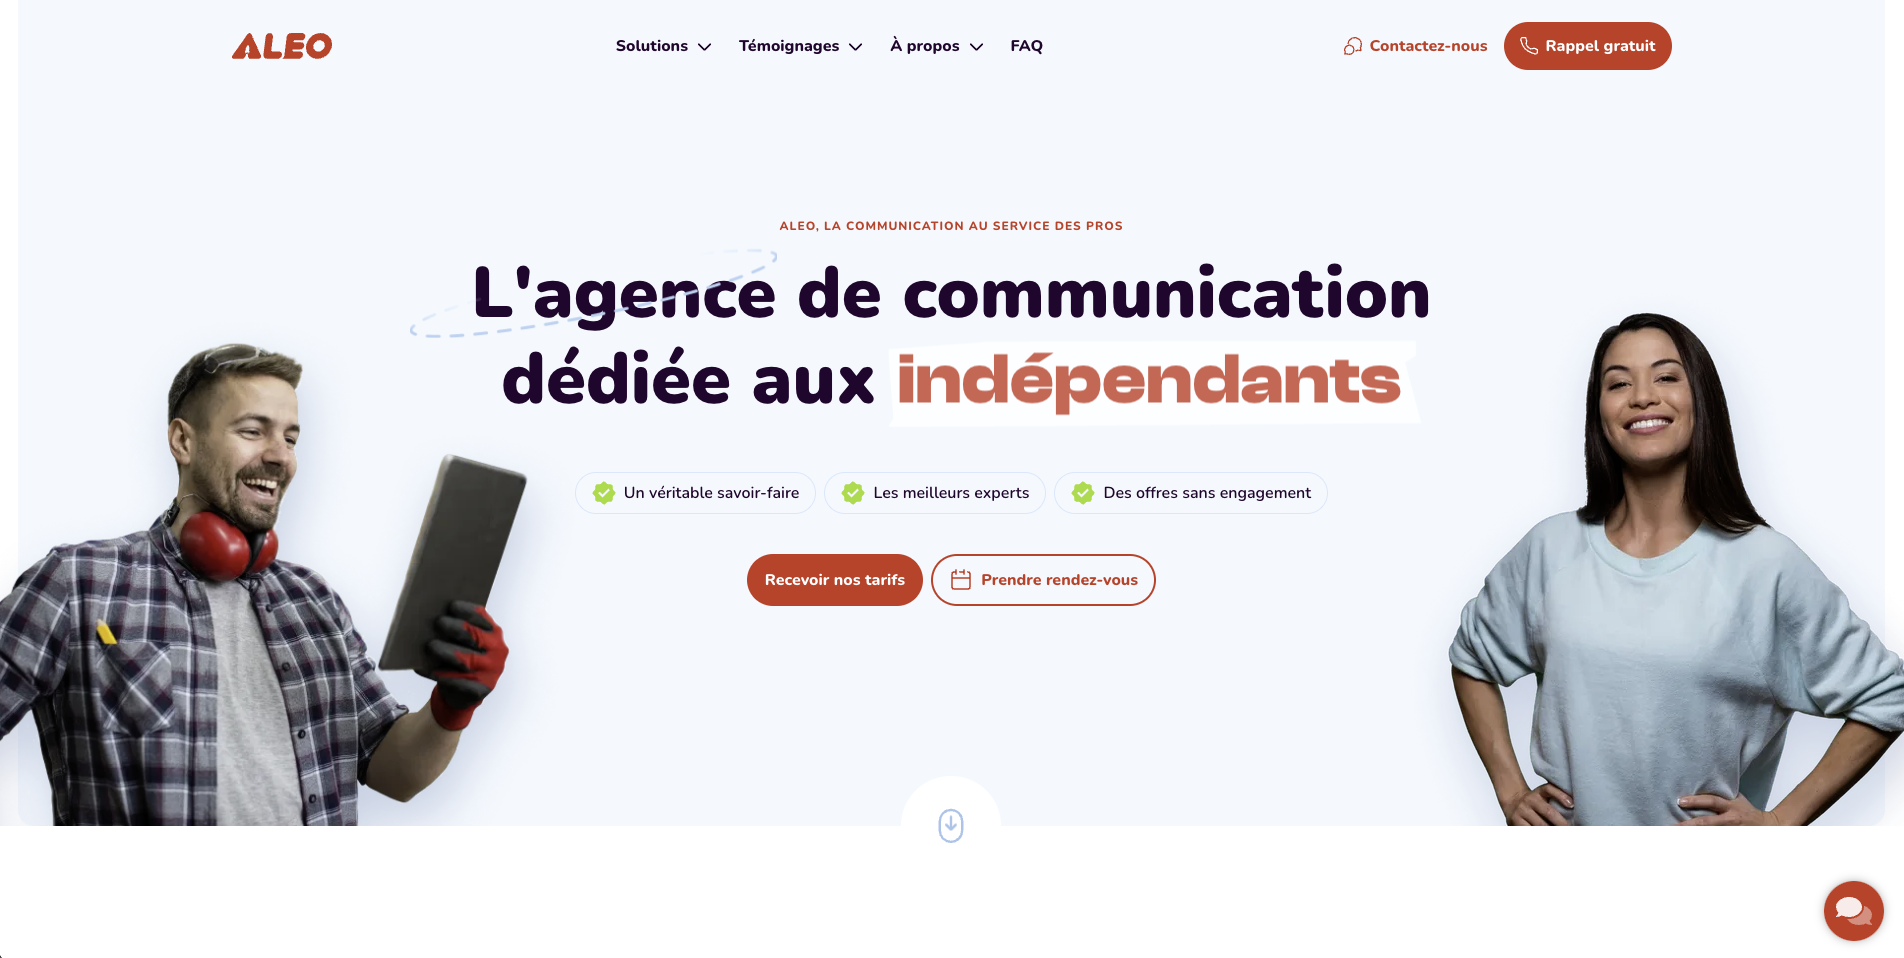 ALEO
Solutions
Témoignages
À propos
FAQ
Contactez-nous
Rappel gratuit
ALEO, LA COMMUNICATION AU SERVICE DES PROS
L'agence de communication
dédiée aux indépendants
Un véritable savoir-faire
Les meilleurs experts
Des offres sans engagement
Recevoir nos tarifs
Prendre rendez-vous